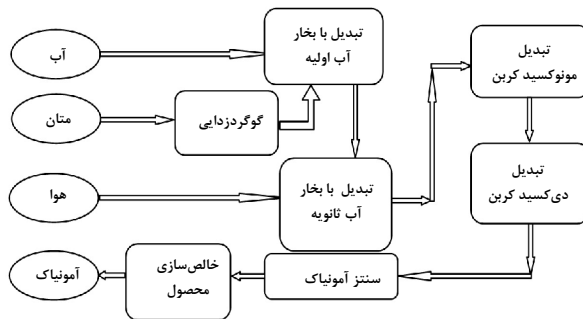 آب
تبدیل با بخار
آب اولیه
تبدیل
مونوکسید کربن
متان
گوگردزدایی
هوا
تبدیل با بخار
آب ثانویه
تبدیل
دی‌کسید کربن
آمونیاک
خالص‌سازی
محصول
سنتز آمونیاک